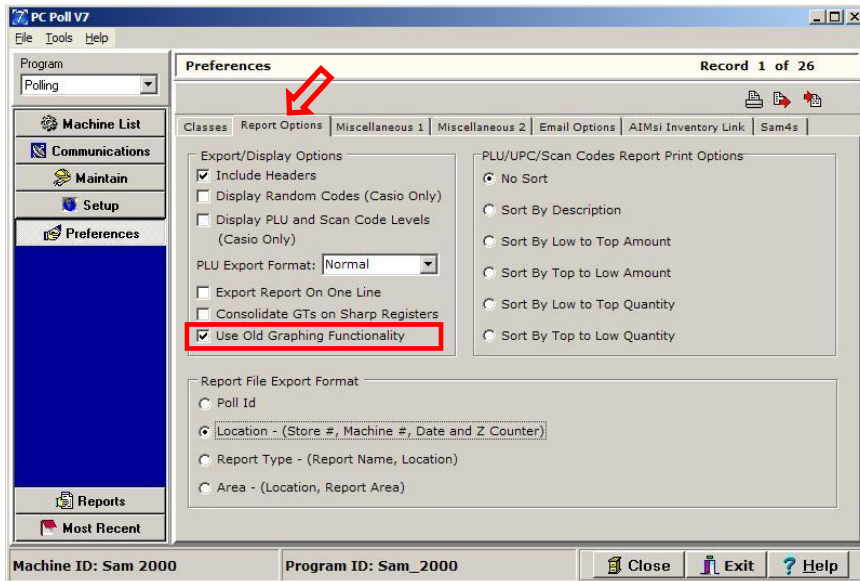 PC Poll V7
File Tools Help
Program
Polling
Machine List
Communications
Maintain
Setup
Preferences
Reports
Most Recent
Preferences
Record 1 of 26
Classes Report Options Miscellaneous 1 Miscellaneous 2 Email Options AIMsi Inventory Link Sam4s
Export/Display Options
Include Headers
Display Random Codes (Casio Only)
Display PLU and Scan Code Levels
(Casio Only)
PLU Export Format: Normal
Export Report On One Line
Consolidate GTs on Sharp Registers
Use Old Graphing Functionality
PLU/UPC/Scan Codes Report Print Options
No Sort
Sort By Description
Sort By Low to Top Amount
Sort By Top to Low Amount
Sort By Low to Top Quantity
Sort By Top to Low Quantity
Report File Export Format
Poll Id
Location - (Store #, Machine #, Date and Z Counter)
Report Type - (Report Name, Location)
Area - (Location, Report Area)
Machine ID: Sam 2000
Program ID: Sam_2000
Close
Exit
Help